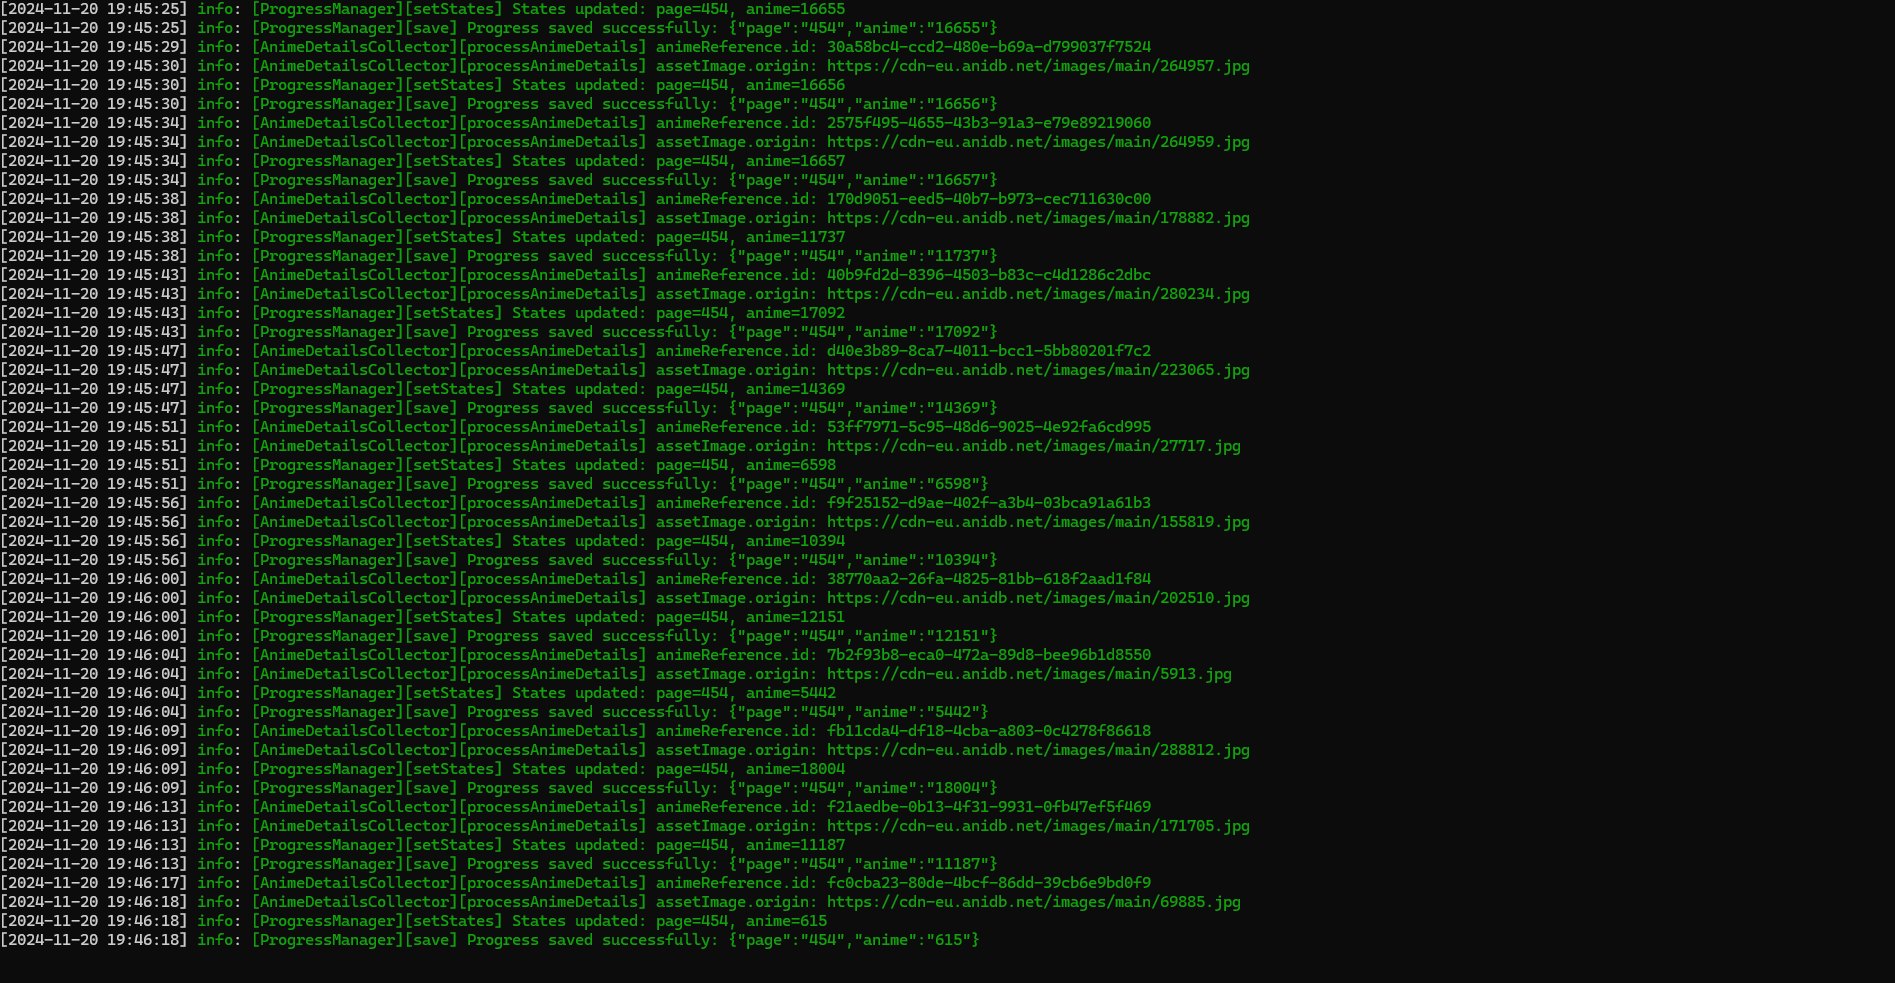 [2024-11-20 19:45:25] info: [ProgressManager][setStates] States updated: page=454, anime=16655
[2024-11-20 19:45:25] info: [ProgressManager][save] Progress saved successfully: {"page":"454","anime":"16655"}
[2024-11-20 19:45:29] info: [AnimeDetailsCollector][processAnimeDetails] animeReference.id: 30a58bc4-ccd2-480e-b69a-d799037f7524
[2024-11-20 19:45:30] info: [AnimeDetailsCollector][processAnimeDetails] assetImage.origin: https://cdn-eu.anidb.net/images/main/264957.jpg
[2024-11-20 19:45:30] info: [ProgressManager][setStates] States updated: page=454, anime=16656
[2024-11-20 19:45:30] info: [ProgressManager][save] Progress saved successfully: {"page":"454","anime":"16656"}
[2024-11-20 19:45:34] info: [AnimeDetailsCollector][processAnimeDetails] animeReference.id: 2575f495-4655-43b3-91a3-e79e89219060
[2024-11-20 19:45:34] info: [AnimeDetailsCollector][processAnimeDetails] assetImage.origin: https://cdn-eu.anidb.net/images/main/264959.jpg
[2024-11-20 19:45:34] info: [ProgressManager][setStates] States updated: page=454, anime=16657
[2024-11-20 19:45:34] info: [ProgressManager][save] Progress saved successfully: {"page":"454","anime":"16657"}
[2024-11-20 19:45:38] info: [AnimeDetailsCollector][processAnimeDetails] animeReference.id: 170d9051-eed5-40b7-b973-cec711630c00
[2024-11-20 19:45:38] info: [AnimeDetailsCollector][processAnimeDetails] assetImage.origin: https://cdn-eu.anidb.net/images/main/178882.jpg
[2024-11-20 19:45:38] info: [ProgressManager][setStates] States updated: page=454, anime=11737
[2024-11-20 19:45:38] info: [ProgressManager][save] Progress saved successfully: {"page":"454","anime":"11737"}
[2024-11-20 19:45:43] info: [AnimeDetailsCollector][processAnimeDetails] animeReference.id: 40b9fd2d-8396-4503-b83c-c4d1286c2dbc
[2024-11-20 19:45:43] info: [AnimeDetailsCollector][processAnimeDetails] assetImage.origin: https://cdn-eu.anidb.net/images/main/280234.jpg
[2024-11-20 19:45:43] info: [ProgressManager][setStates] States updated: page=454, anime=17092
[2024-11-20 19:45:43] info: [ProgressManager][save] Progress saved successfully: {"page":"454","anime":"17092"}
[2024-11-20 19:45:47] info: [AnimeDetailsCollector][processAnimeDetails] animeReference.id: d40e3b89-8ca7-4011-bcc1-5bb80201f7c2
[2024-11-20 19:45:47] info: [AnimeDetailsCollector][processAnimeDetails] assetImage.origin: https://cdn-eu.anidb.net/images/main/223065.jpg
[2024-11-20 19:45:47] info: [ProgressManager][setStates] States updated: page=454, anime=14369
[2024-11-20 19:45:47] info: [ProgressManager][save] Progress saved successfully: {"page":"454","anime":"14369"}
[2024-11-20 19:45:51] info: [AnimeDetailsCollector][processAnimeDetails] animeReference.id: 53ff7971-5c95-48d6-9025-4e92fa6cd995
[2024-11-20 19:45:51] info: [AnimeDetailsCollector][processAnimeDetails] assetImage.origin: https://cdn-eu.anidb.net/images/main/27717.jpg
[2024-11-20 19:45:51] info: [ProgressManager][setStates] States updated: page=454, anime=6598
[2024-11-20 19:45:51] info: [ProgressManager][save] Progress saved successfully: {"page":"454","anime":"6598"}
[2024-11-20 19:45:56] info: [AnimeDetailsCollector][processAnimeDetails] animeReference.id: f9f25152-d9ae-402f-a3b4-03bca91a61b3
[2024-11-20 19:45:56] info: [AnimeDetailsCollector][processAnimeDetails] assetImage.origin: https://cdn-eu.anidb.net/images/main/155819.jpg
[2024-11-20 19:45:56] info: [ProgressManager][setStates] States updated: page=454, anime=10394
[2024-11-20 19:45:56] info: [ProgressManager][save] Progress saved successfully: {"page":"454","anime":"10394"}
[2024-11-20 19:46:00] info: [AnimeDetailsCollector][processAnimeDetails] animeReference.id: 38770aa2-26fa-4825-81bb-618f2aad1f84
[2024-11-20 19:46:00] info: [AnimeDetailsCollector][processAnimeDetails] assetImage.origin: https://cdn-eu.anidb.net/images/main/202510.jpg
[2024-11-20 19:46:00] info: [ProgressManager][setStates] States updated: page=454, anime=12151
[2024-11-20 19:46:00] info: [ProgressManager][save] Progress saved successfully: {"page":"454","anime":"12151"}
[2024-11-20 19:46:04] info: [AnimeDetailsCollector][processAnimeDetails] animeReference.id: 7b2f93b8-eca0-472a-89d8-bee96b1d8550
[2024-11-20 19:46:04] info: [AnimeDetailsCollector][processAnimeDetails] assetImage.origin: https://cdn-eu.anidb.net/images/main/5913.jpg
[2024-11-20 19:46:04] info: [ProgressManager][setStates] States updated: page=454, anime=5442
[2024-11-20 19:46:04] info: [ProgressManager][save] Progress saved successfully: {"page":"454","anime":"5442"}
[2024-11-20 19:46:09] info: [AnimeDetailsCollector][processAnimeDetails] animeReference.id: fb11cda4-df18-4cba-a803-0c4278f86618
[2024-11-20 19:46:09] info: [AnimeDetailsCollector][processAnimeDetails] assetImage.origin: https://cdn-eu.anidb.net/images/main/288812.jpg
[2024-11-20 19:46:09] info: [ProgressManager][setStates] States updated: page=454, anime=18004
[2024-11-20 19:46:09] info: [ProgressManager][save] Progress saved successfully: {"page":"454","anime":"18004"}
[2024-11-20 19:46:13] info: [AnimeDetailsCollector][processAnimeDetails] animeReference.id: f21aedbe-0b13-4f31-9931-0fb47ef5f469
[2024-11-20 19:46:13] info: [AnimeDetailsCollector][processAnimeDetails] assetImage.origin: https://cdn-eu.anidb.net/images/main/171705.jpg
[2024-11-20 19:46:13] info: [ProgressManager][setStates] States updated: page=454, anime=11187
[2024-11-20 19:46:13] info: [ProgressManager][save] Progress saved successfully: {"page":"454","anime":"11187"}
[2024-11-20 19:46:17] info: [AnimeDetailsCollector][processAnimeDetails] animeReference.id: fc0cba23-80de-4bcf-86dd-39cb6e9bd0f9
[2024-11-20 19:46:18] info: [AnimeDetailsCollector][processAnimeDetails] assetImage.origin: https://cdn-eu.anidb.net/images/main/69885.jpg
[2024-11-20 19:46:18] info: [ProgressManager][setStates] States updated: page=454, anime=615
[2024-11-20 19:46:18] info: [ProgressManager][save] Progress saved successfully: {"page":"454","anime":"615"}